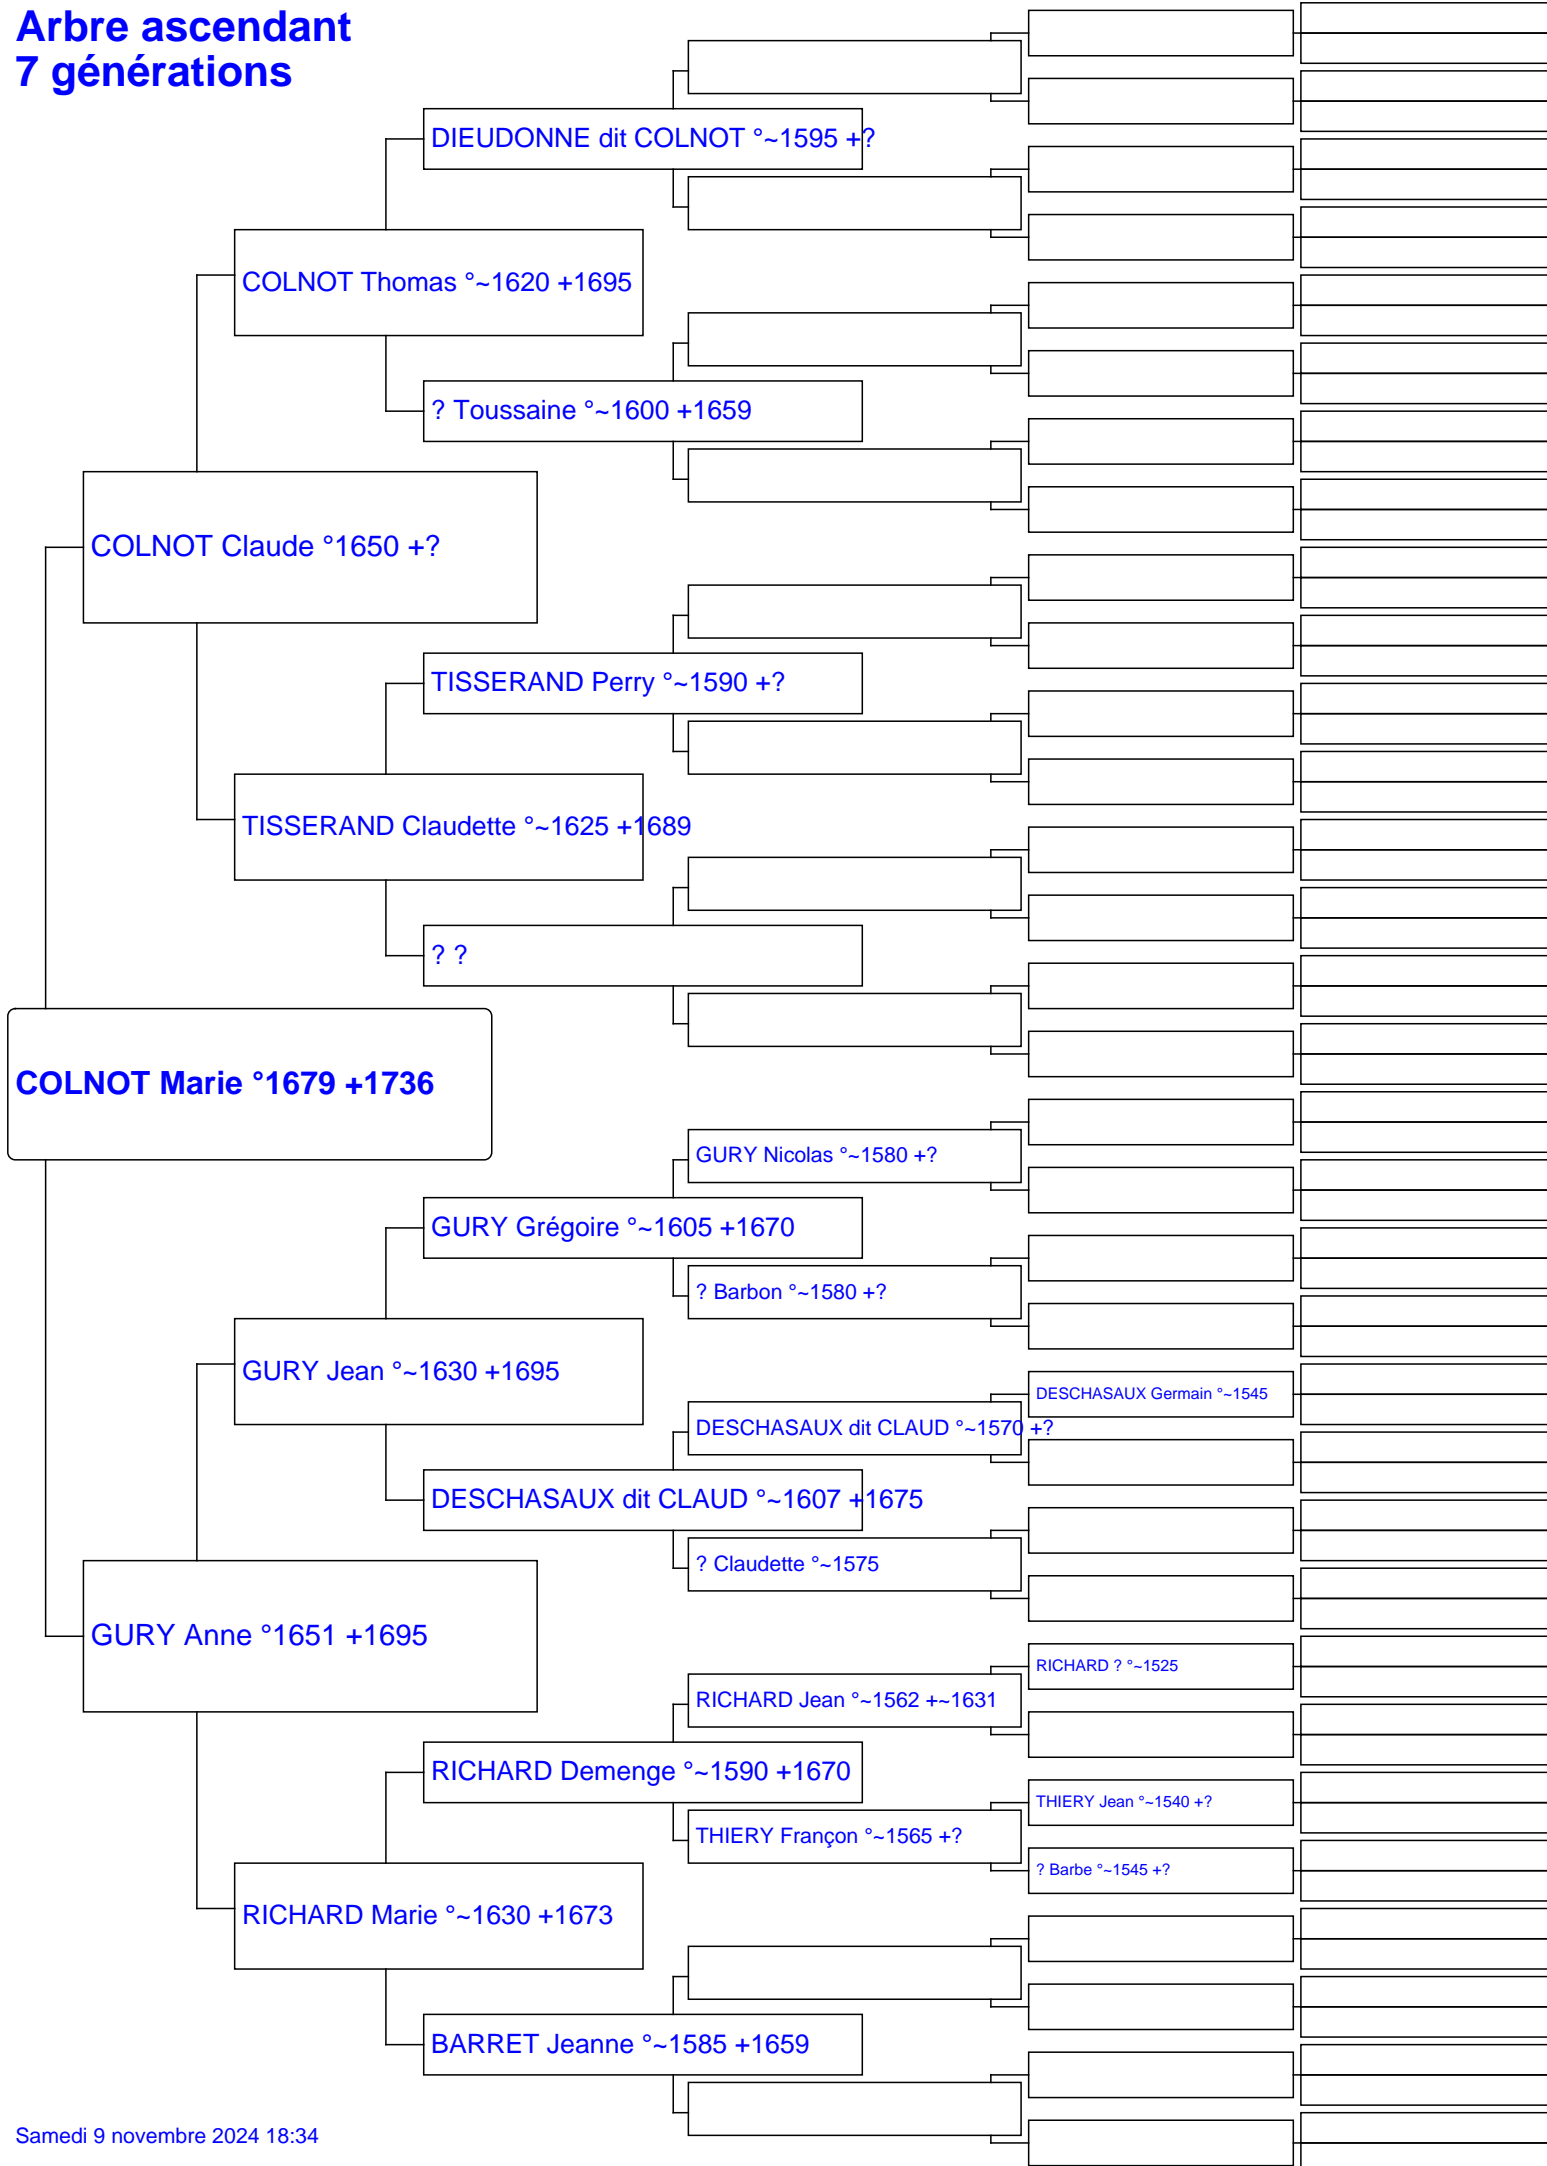 Arbre ascendant
7 générations
DIEUDONNE dit COLNOT °~1595 +?
COLNOT Thomas °~1620 +1695
? Toussaine °~1600 +1659
COLNOT Claude °1650 +?
TISSERAND Perry °~1590 +?
TISSERAND Claudette °~1625 +1689
? ?
COLNOT Marie °1679 +1736
GURY Nicolas °~1580 +?
GURY Grégoire °~1605 +1670
? Barbon °~1580 +?
GURY Jean °~1630 +1695
DESCHASAUX Germain °~1545
DESCHASAUX dit CLAUD °~1570 +?
DESCHASAUX dit CLAUD °~1607 +1675
? Claudette °~1575
GURY Anne °1651 +1695
RICHARD ? °~1525
RICHARD Jean °~1562 +~1631
RICHARD Demenge °~1590 +1670
THIERY Jean °~1540 +?
THIERY Françon °~1565 +?
? Barbe °~1545 +?
RICHARD Marie °~1630 +1673
BARRET Jeanne °~1585 +1659
Samedi 9 novembre 2024 18:34